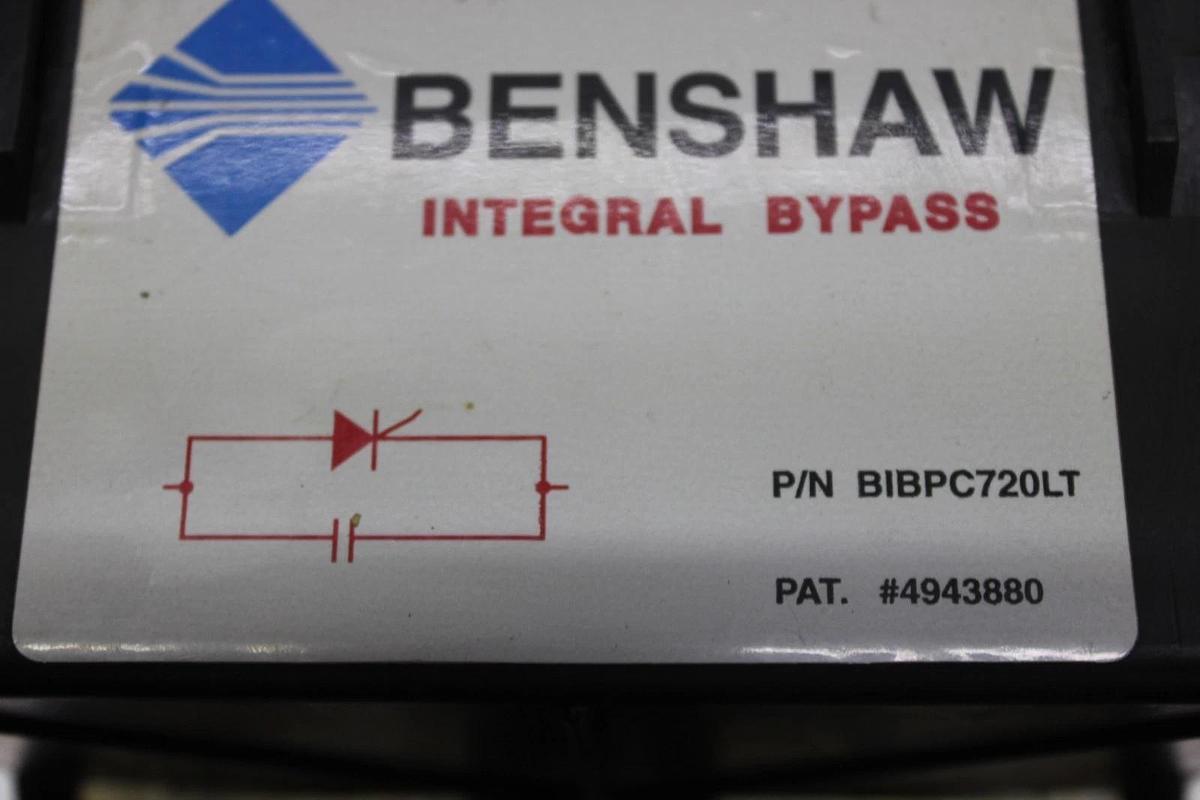 BENSHAW
INTEGRAL BYPASS
P/N BIBPC720LT
PAT. #4943880